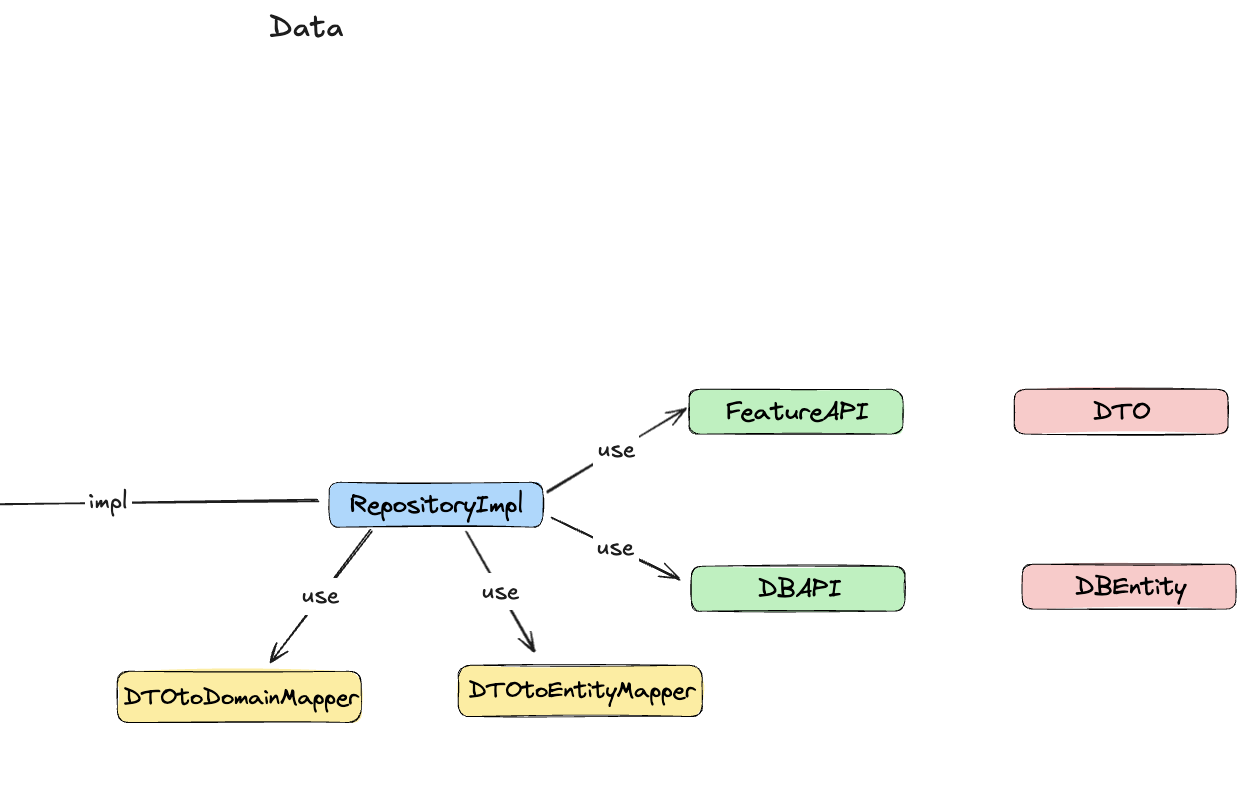 Data
FeatureAPI
DTO
use
impl
RepositoryImpl
use
DBAPI
DBEntity
use
use
DTOtoDomainMapper
DTOtoEntityMapper